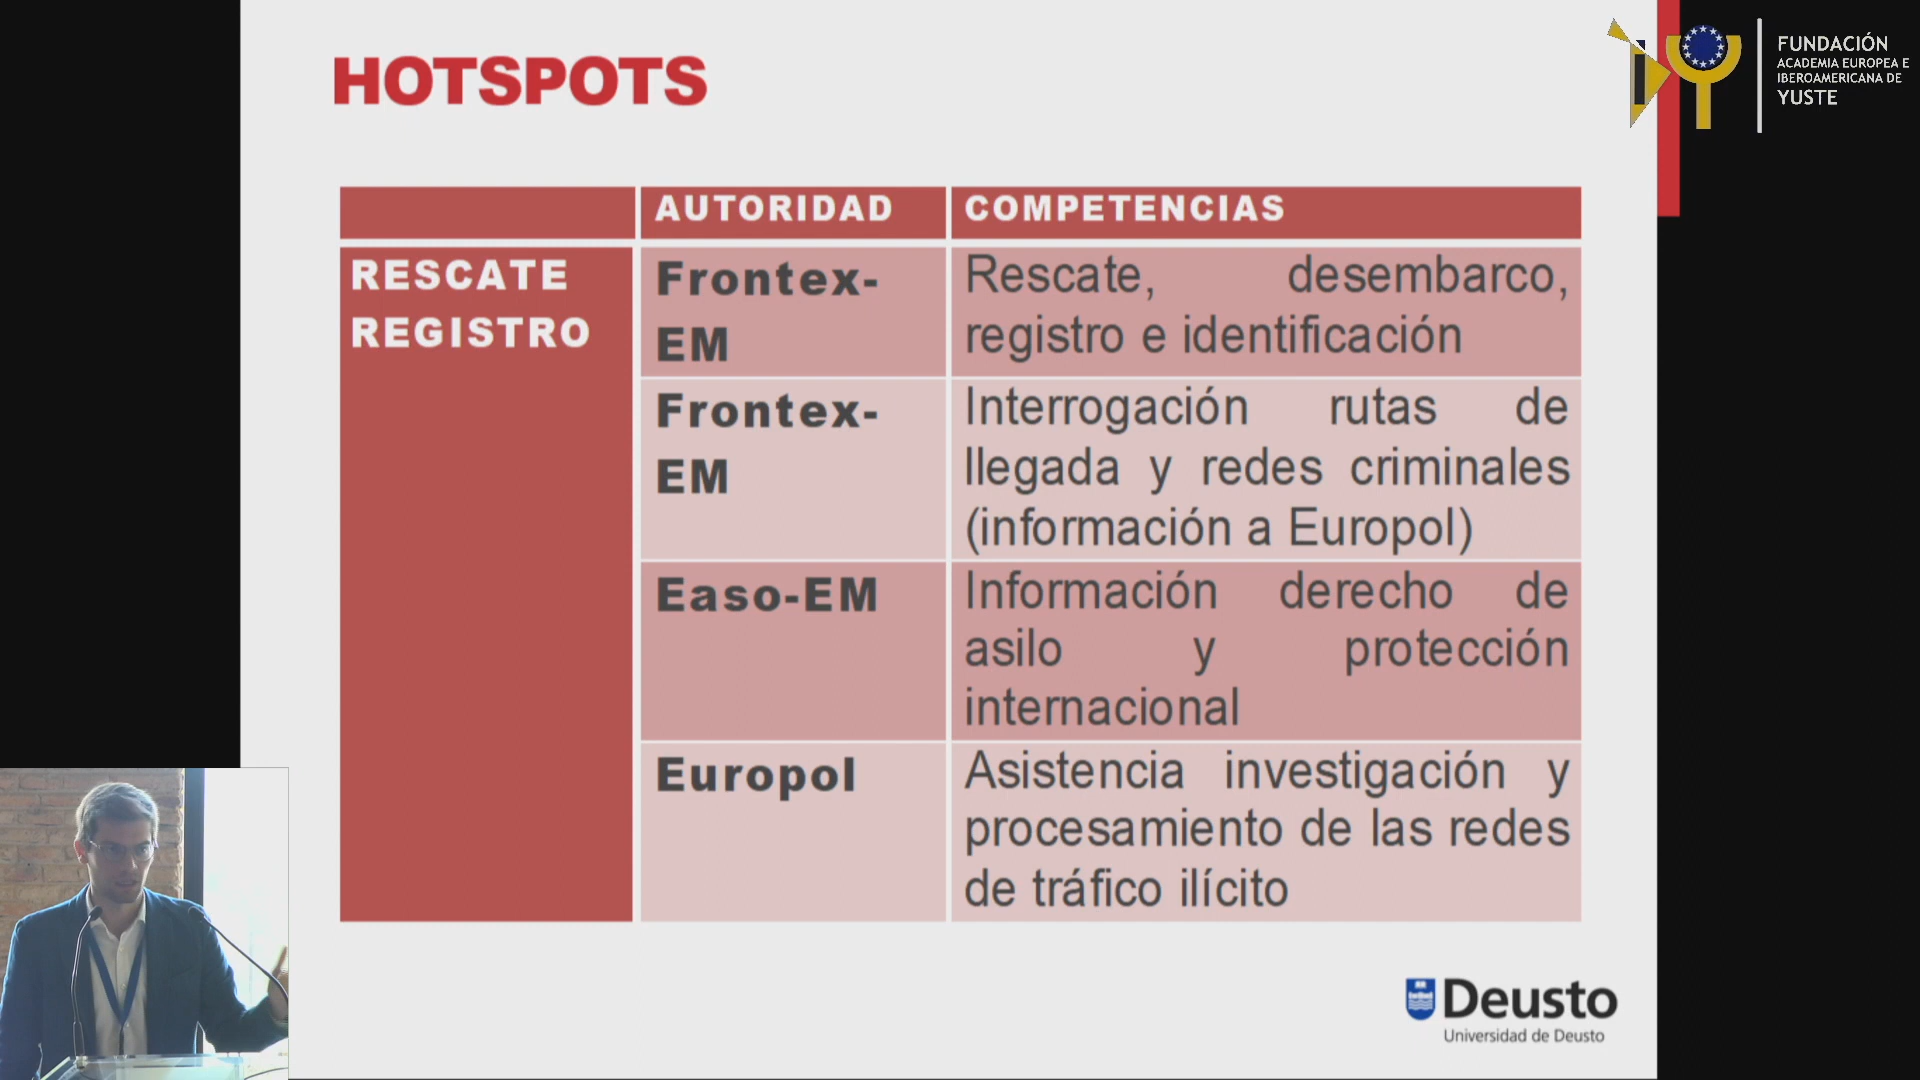 HOTSPOTS
FUNDACIÓN
ACADEMIA EUROPEA E
IBEROAMERICANA DE
YUSTE
AUTORIDAD COMPETENCIAS
RESCATE
REGISTRO
Frontex-
EM
Rescate, desembarco,
registro e identificación
Frontex-
EM
Interrogación rutas de
llegada y redes criminales
(información a Europol)
Easo-EM
Información derecho de
asilo y protección
internacional
Europol
Asistencia investigación y
procesamiento de las redes
de tráfico ilícito
Deusto
Universidad de Deusto